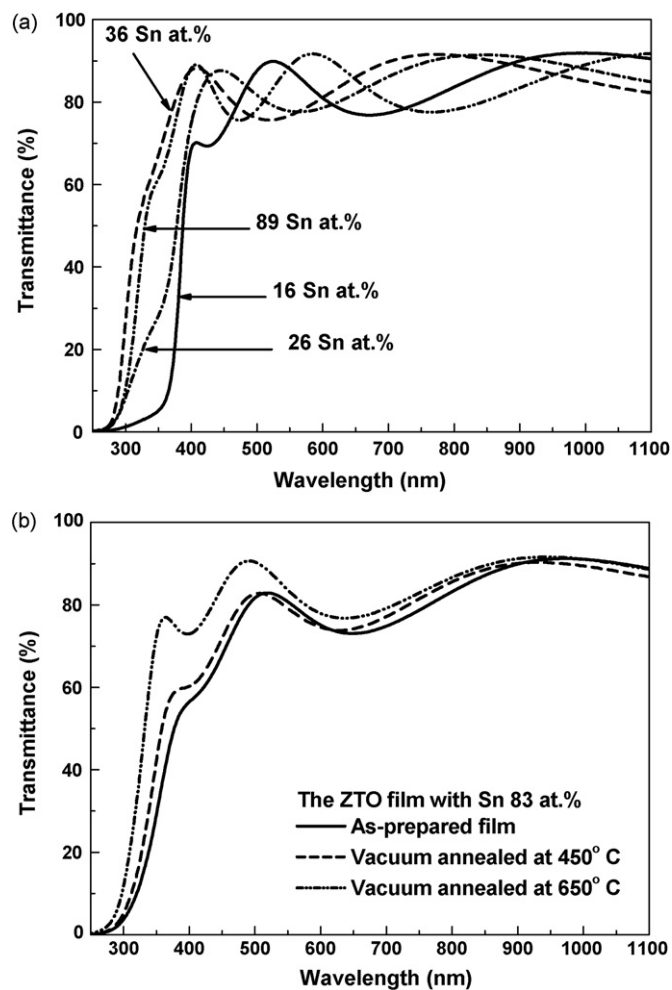 (a)
100
80
60
40
20
0
Transmittance (%)
36 Sn at.%
89 Sn at.%
16 Sn at.%
26 Sn at.%
300 400 500 600 700 800 900 1000 1100
Wavelength (nm)
(b)
100
80
60
40
20
0
Transmittance (%)
The ZTO film with Sn 83 at.%
As-prepared film
Vacuum annealed at 450° C
Vacuum annealed at 650° C
300 400 500 600 700 800 900 1000 1100
Wavelength (nm)